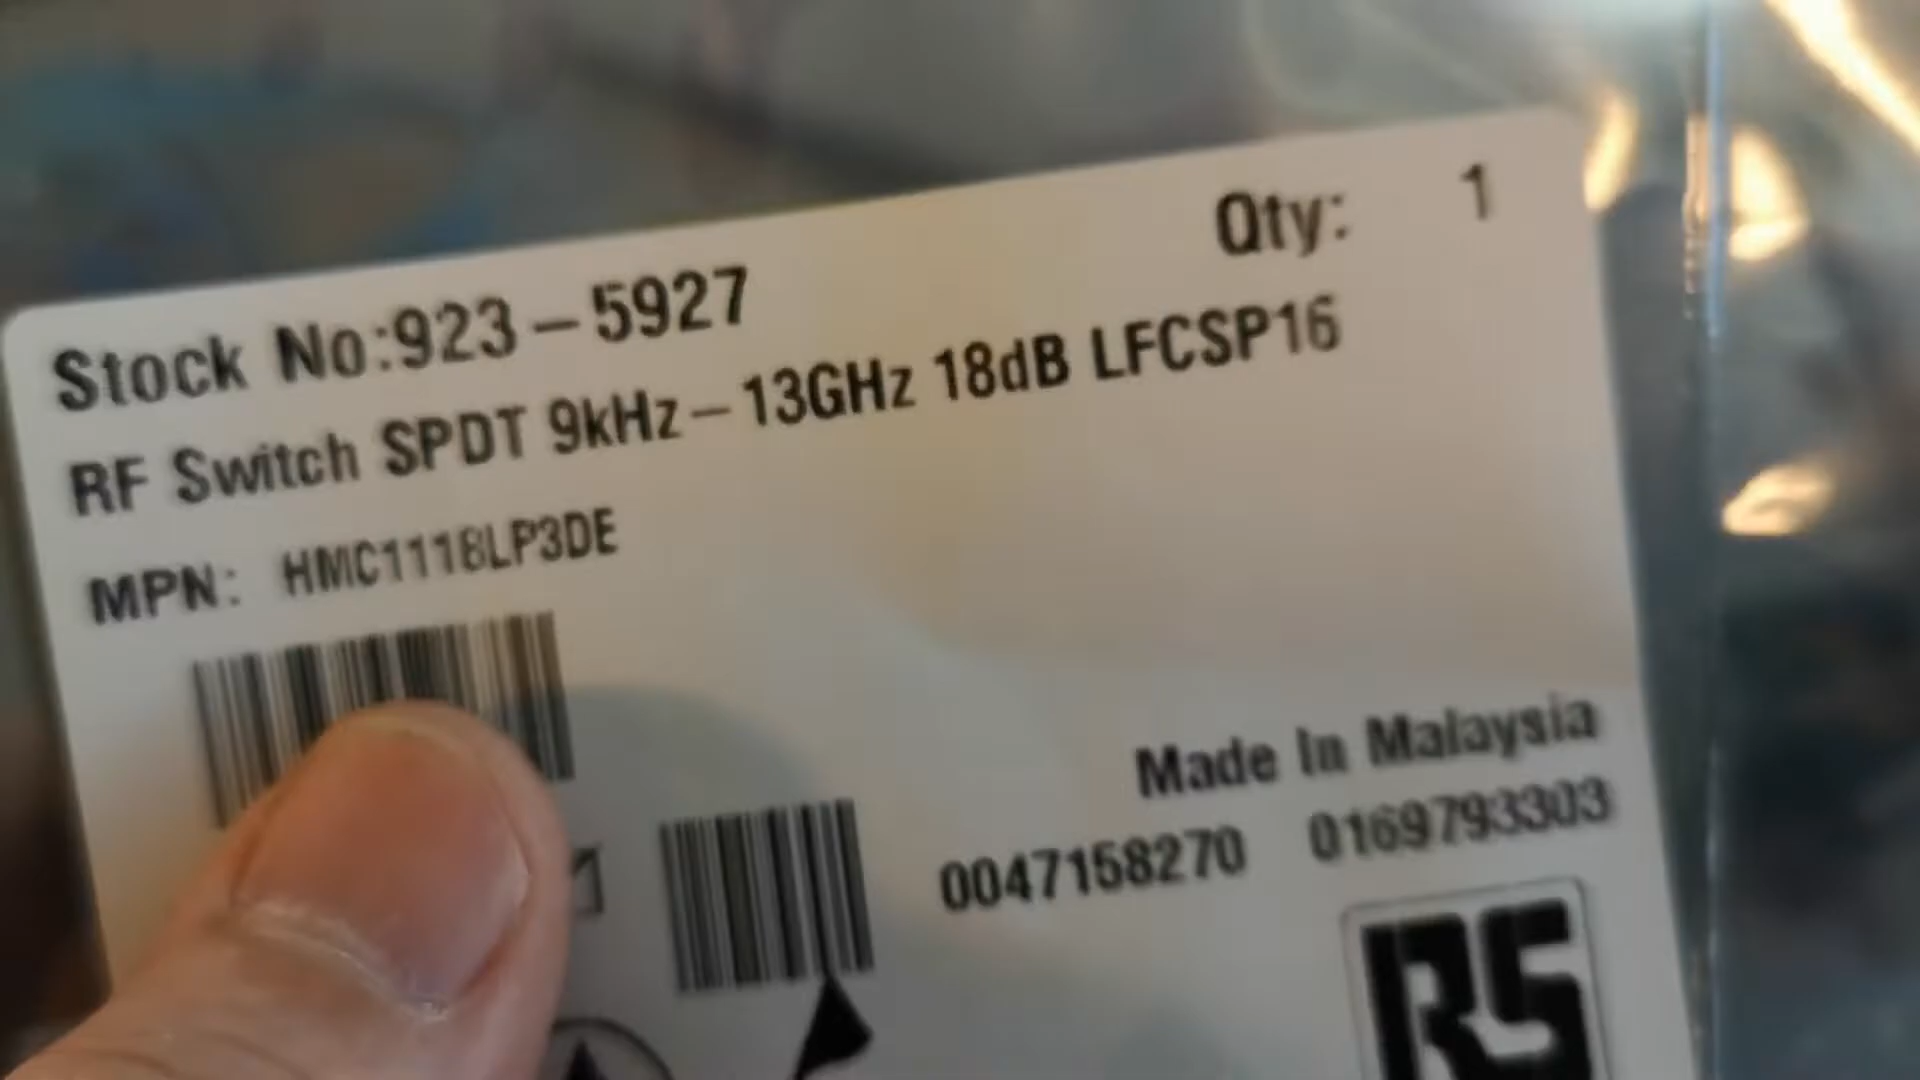 Qty: 1
Stock No:923-5927
RF Switch SPDT 9kHz-13GHz 18dB LFCSP16
MPN: HMC1118LP3DE
Made In Malaysia
0047158270 0169793303
RS